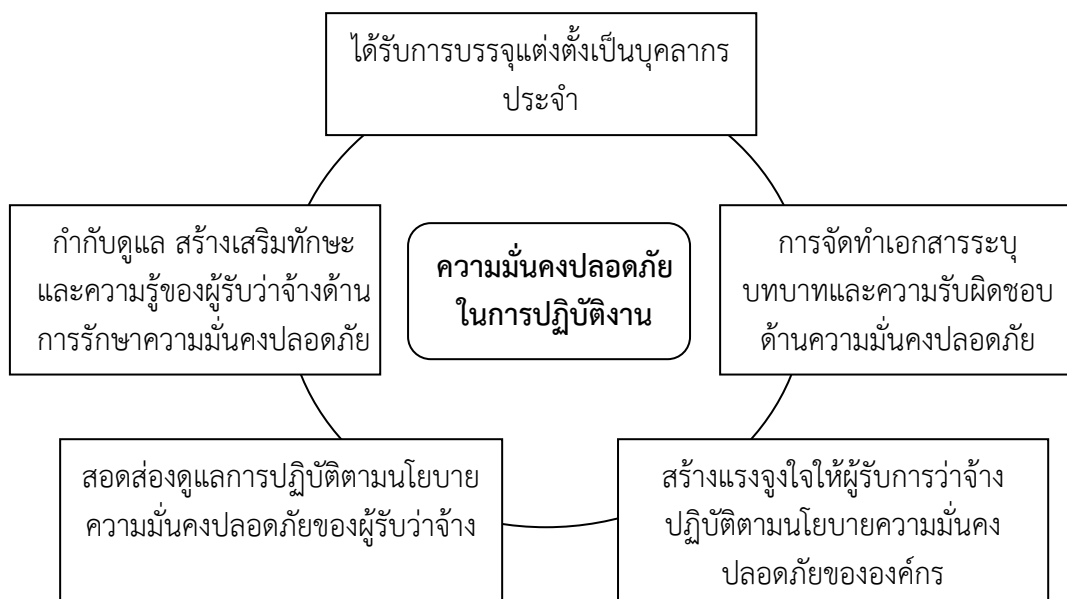 ได้รับการบรรจุแต่งตั้งเป็นบุคลากร
ประจำ
กำกับดูแล สร้างเสริมทักษะ
และความรู้ของผู้รับว่าจ้างด้าน
การรักษาความมั่นคงปลอดภัย
ความมั่นคงปลอดภัย
ในการปฏิบัติงาน
การจัดทำเอกสารระบุ
บทบาทและความรับผิดชอบ
ด้านความมั่นคงปลอดภัย
สอดส่องดูแลการปฏิบัติตามนโยบาย
ความมั่นคงปลอดภัยของผู้รับว่าจ้าง
สร้างแรงจูงใจให้ผู้รับการว่าจ้าง
ปฏิบัติตามนโยบายความมั่นคง
ปลอดภัยขององค์กร